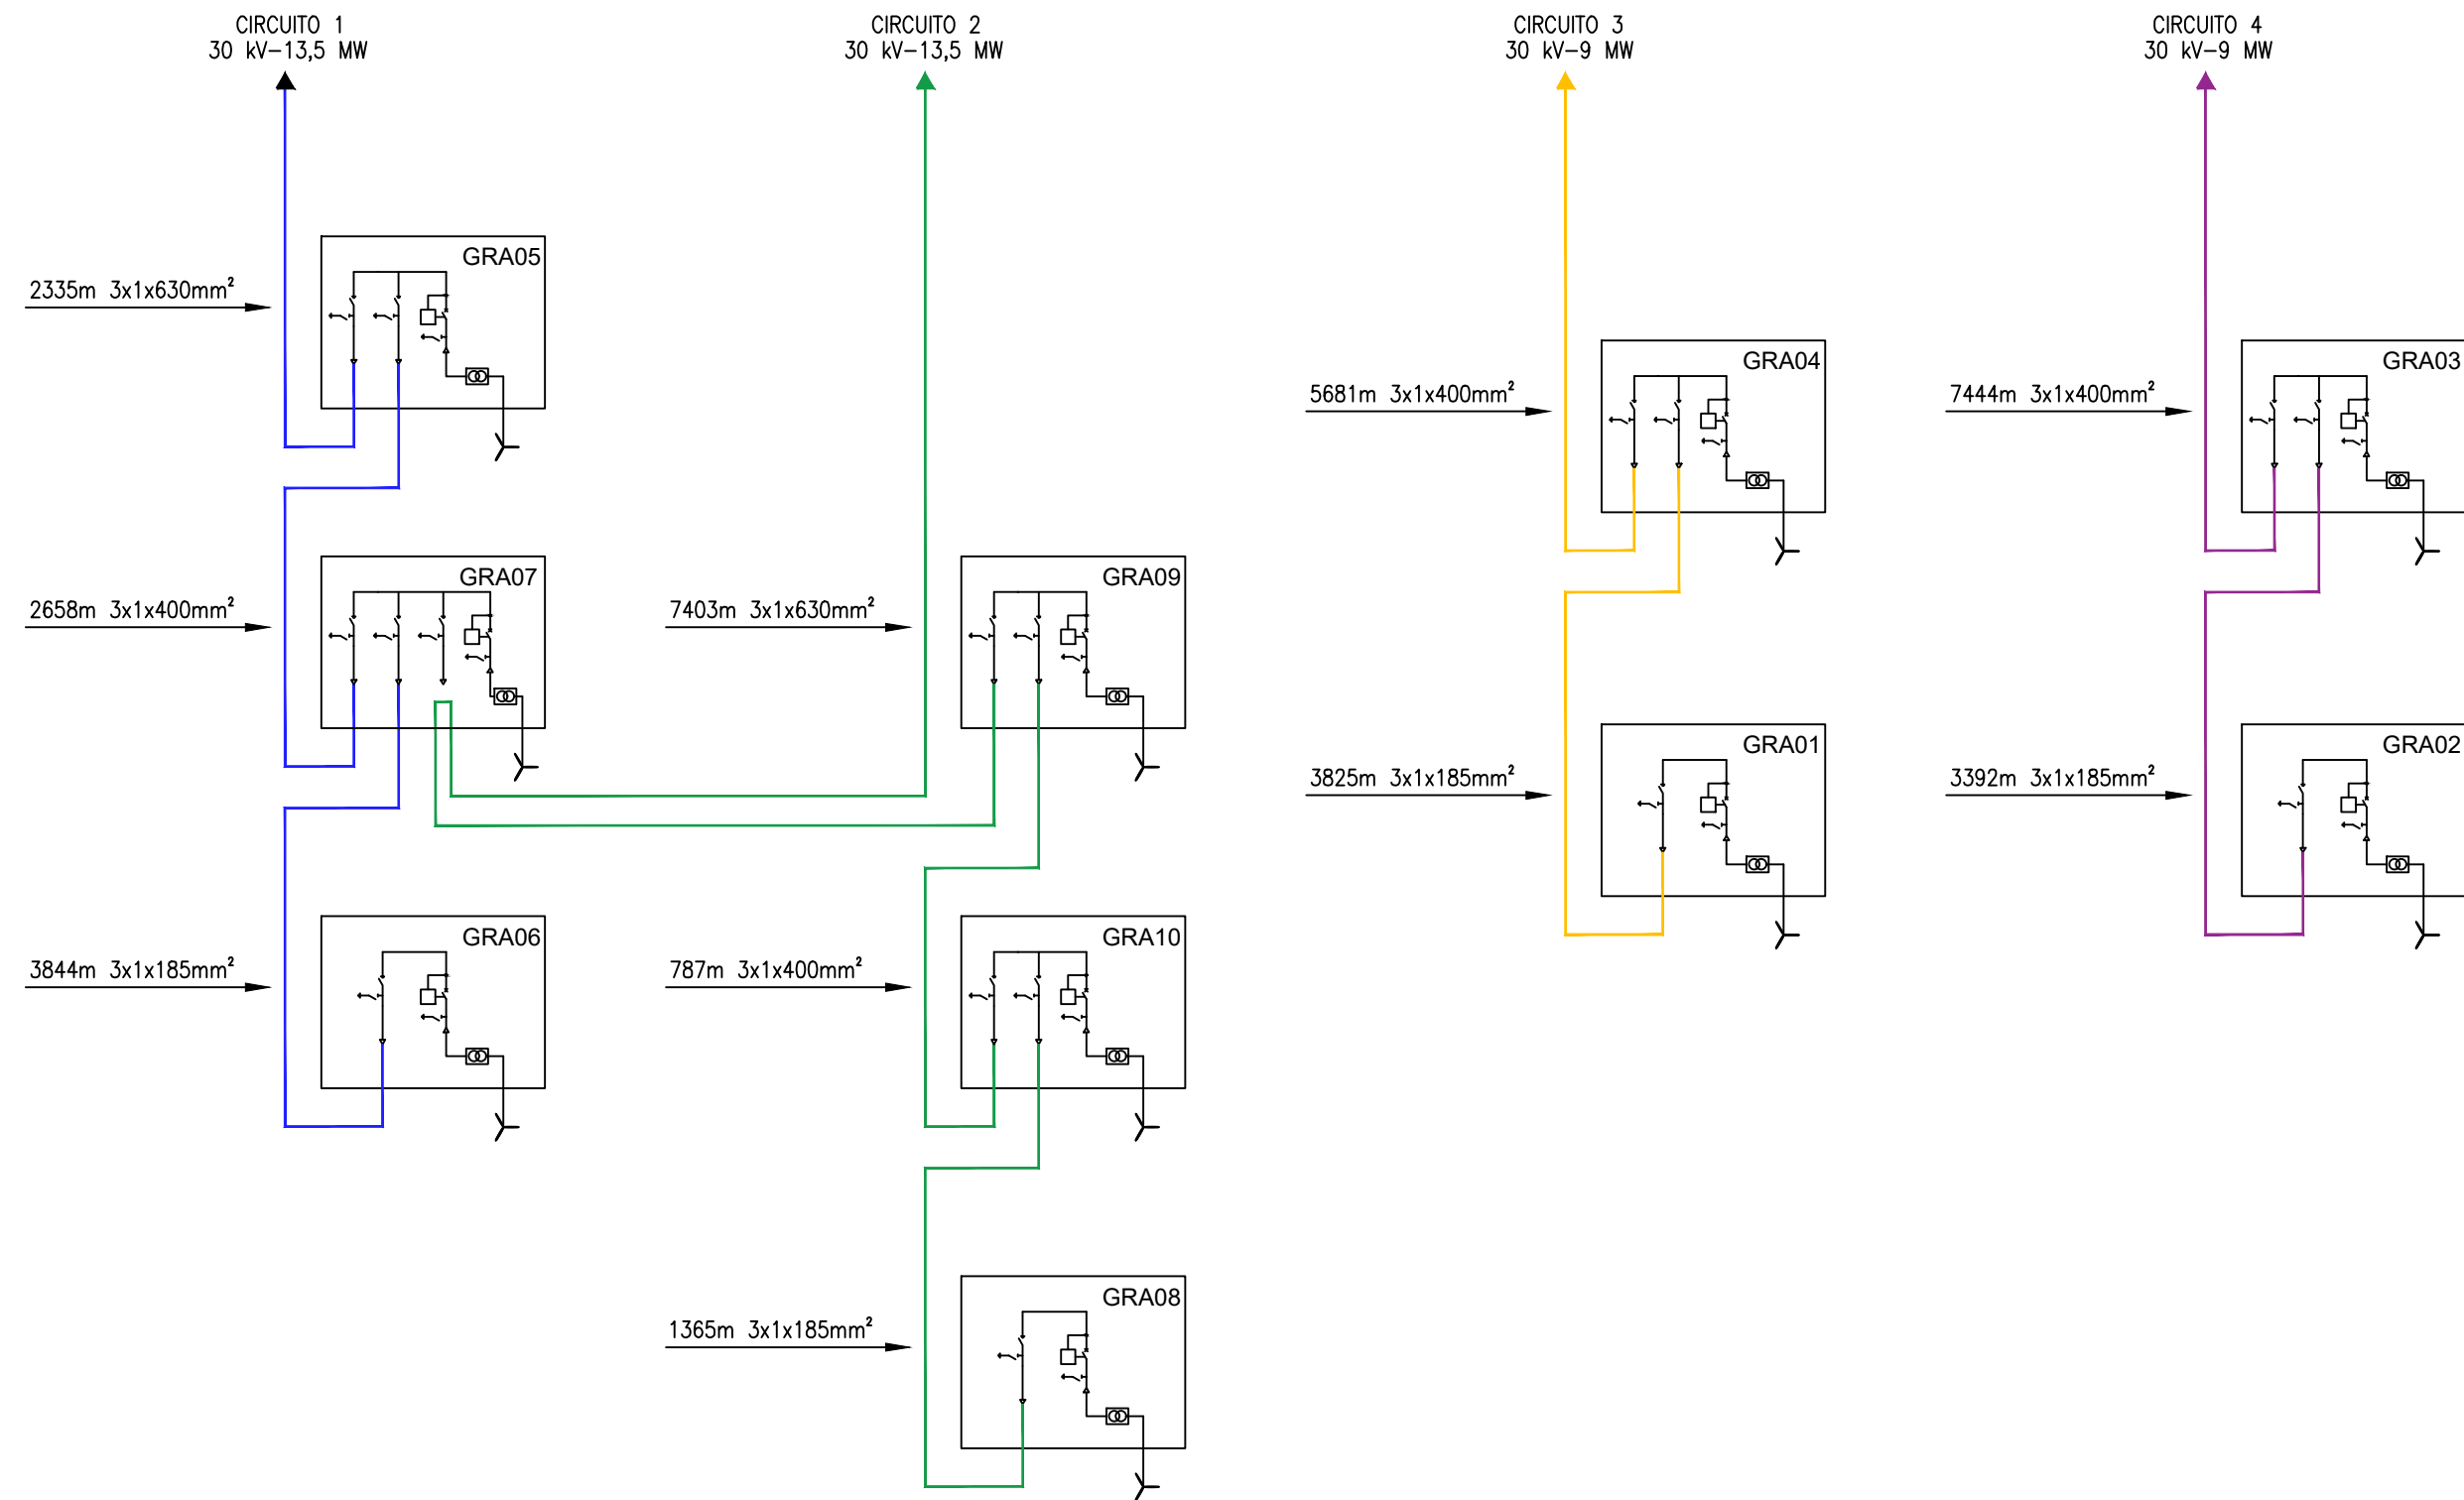 CIRCUITO 1
30 kV-13,5 MW
CIRCUITO 2
30 kV-13,5 MW
CIRCUITO 3
30 kV-9 MW
CIRCUITO 4
30 kV-9 MW
GRA05
2335m 3x1x630mm²
GRA04
5681m 3x1x400mm²
GRA03
7444m 3x1x400mm²
GRA07
2658m 3x1x400mm²
GRA09
7403m 3x1x630mm²
GRA01
3825m 3x1x185mm²
GRA02
3392m 3x1x185mm²
GRA06
3844m 3x1x185mm²
GRA10
787m 3x1x400mm²
GRA08
1365m 3x1x185mm²